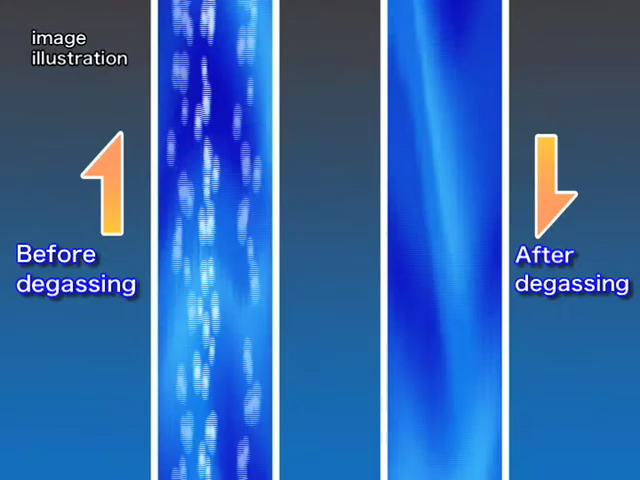 image
illustration
Before
degassing
After
degassing